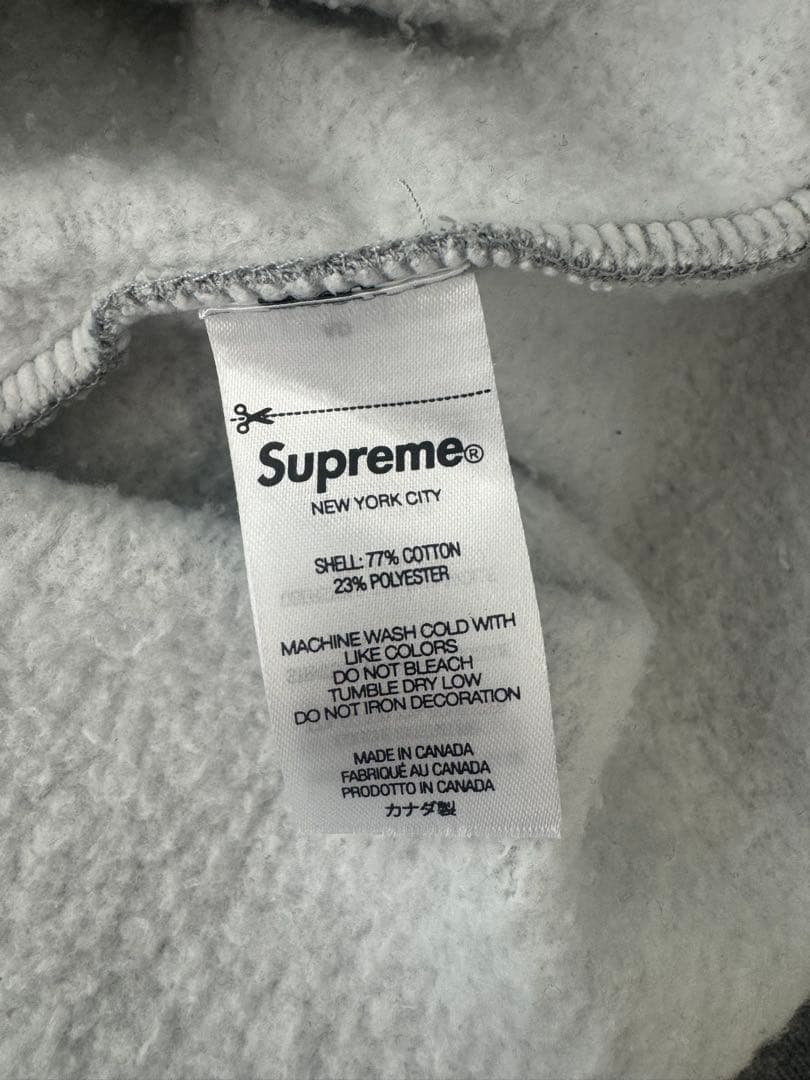 Supreme®
NEW YORK CITY
SHELL: 77% COTTON
23% POLYESTER
MACHINE WASH COLD WITH
LIKE COLORS
DO NOT BLEACH
TUMBLE DRY LOW
DO NOT IRON DECORATION
MADE IN CANADA
FABRIQUÉ AU CANADA
PRODOTTO IN CANADA
カナダ製